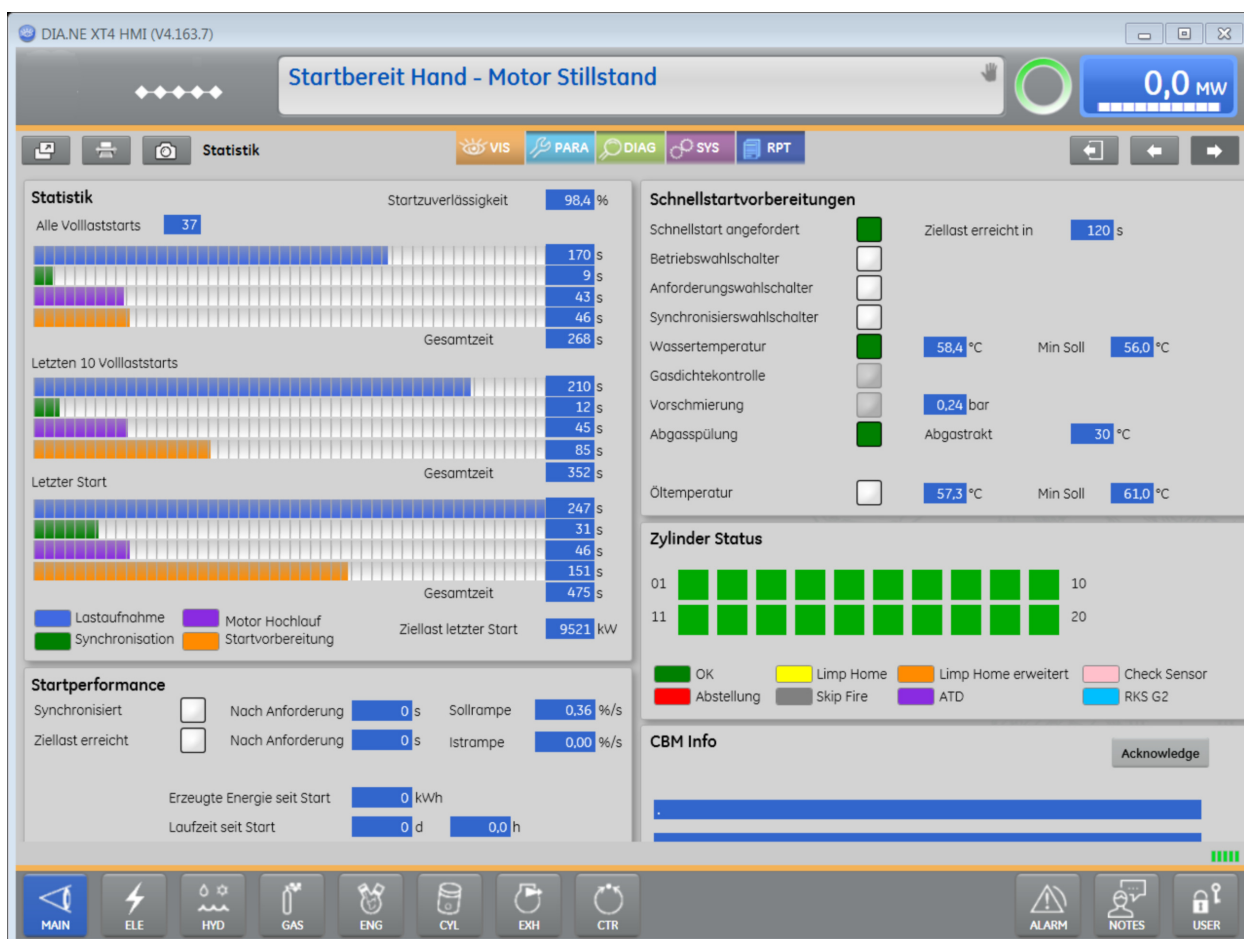 DIA.NE XT4 HMI (V4.163.7)
Startbereit Hand - Motor Stillstand
0,0 MW
Statistik
VIS
PARA
DIAG
SYS
RPT
Statistik
Startzuverlässigkeit 98,4 %
Alle Volllaststarts 37
170 s
9 s
43 s
46 s
Gesamtzeit 268 s
Letzten 10 Volllaststarts
210 s
12 s
45 s
85 s
Gesamtzeit 352 s
Letzter Start
247 s
31 s
46 s
151 s
Gesamtzeit 475 s
Lastaufnahme Motor Hochlauf
Synchronisation Startvorbereitung
Ziellast letzter Start 9521 kW
Startperformance
Synchronisiert Nach Anforderung 0 s Sollrampe 0,36 %/s
Ziellast erreicht Nach Anforderung 0 s Istrampe 0,00 %/s
Erzeugte Energie seit Start 0 kWh
Laufzeit seit Start 0 d 0,0 h
Schnellstartvorbereitungen
Schnellstart angefordert Ziellast erreicht in 120 s
Betriebswahlschalter
Anforderungswahlschalter
Synchronisierswahlschalter
Wassertemperatur 58,4 °C Min Soll 56,0 °C
Gasdichtekontrolle
Vorschmierung 0,24 bar
Abgasspülung Abgastrakt 30 °C
Öltemperatur 57,3 °C Min Soll 61,0 °C
Zylinder Status
01 10
11 20
OK Limp Home Limp Home erweitert Check Sensor
Abstellung Skip Fire ATD RKS G2
CBM Info
Acknowledge
.
MAIN
ELE
HYD
GAS
ENG
CYL
EXH
CTR
ALARM
NOTES
USER